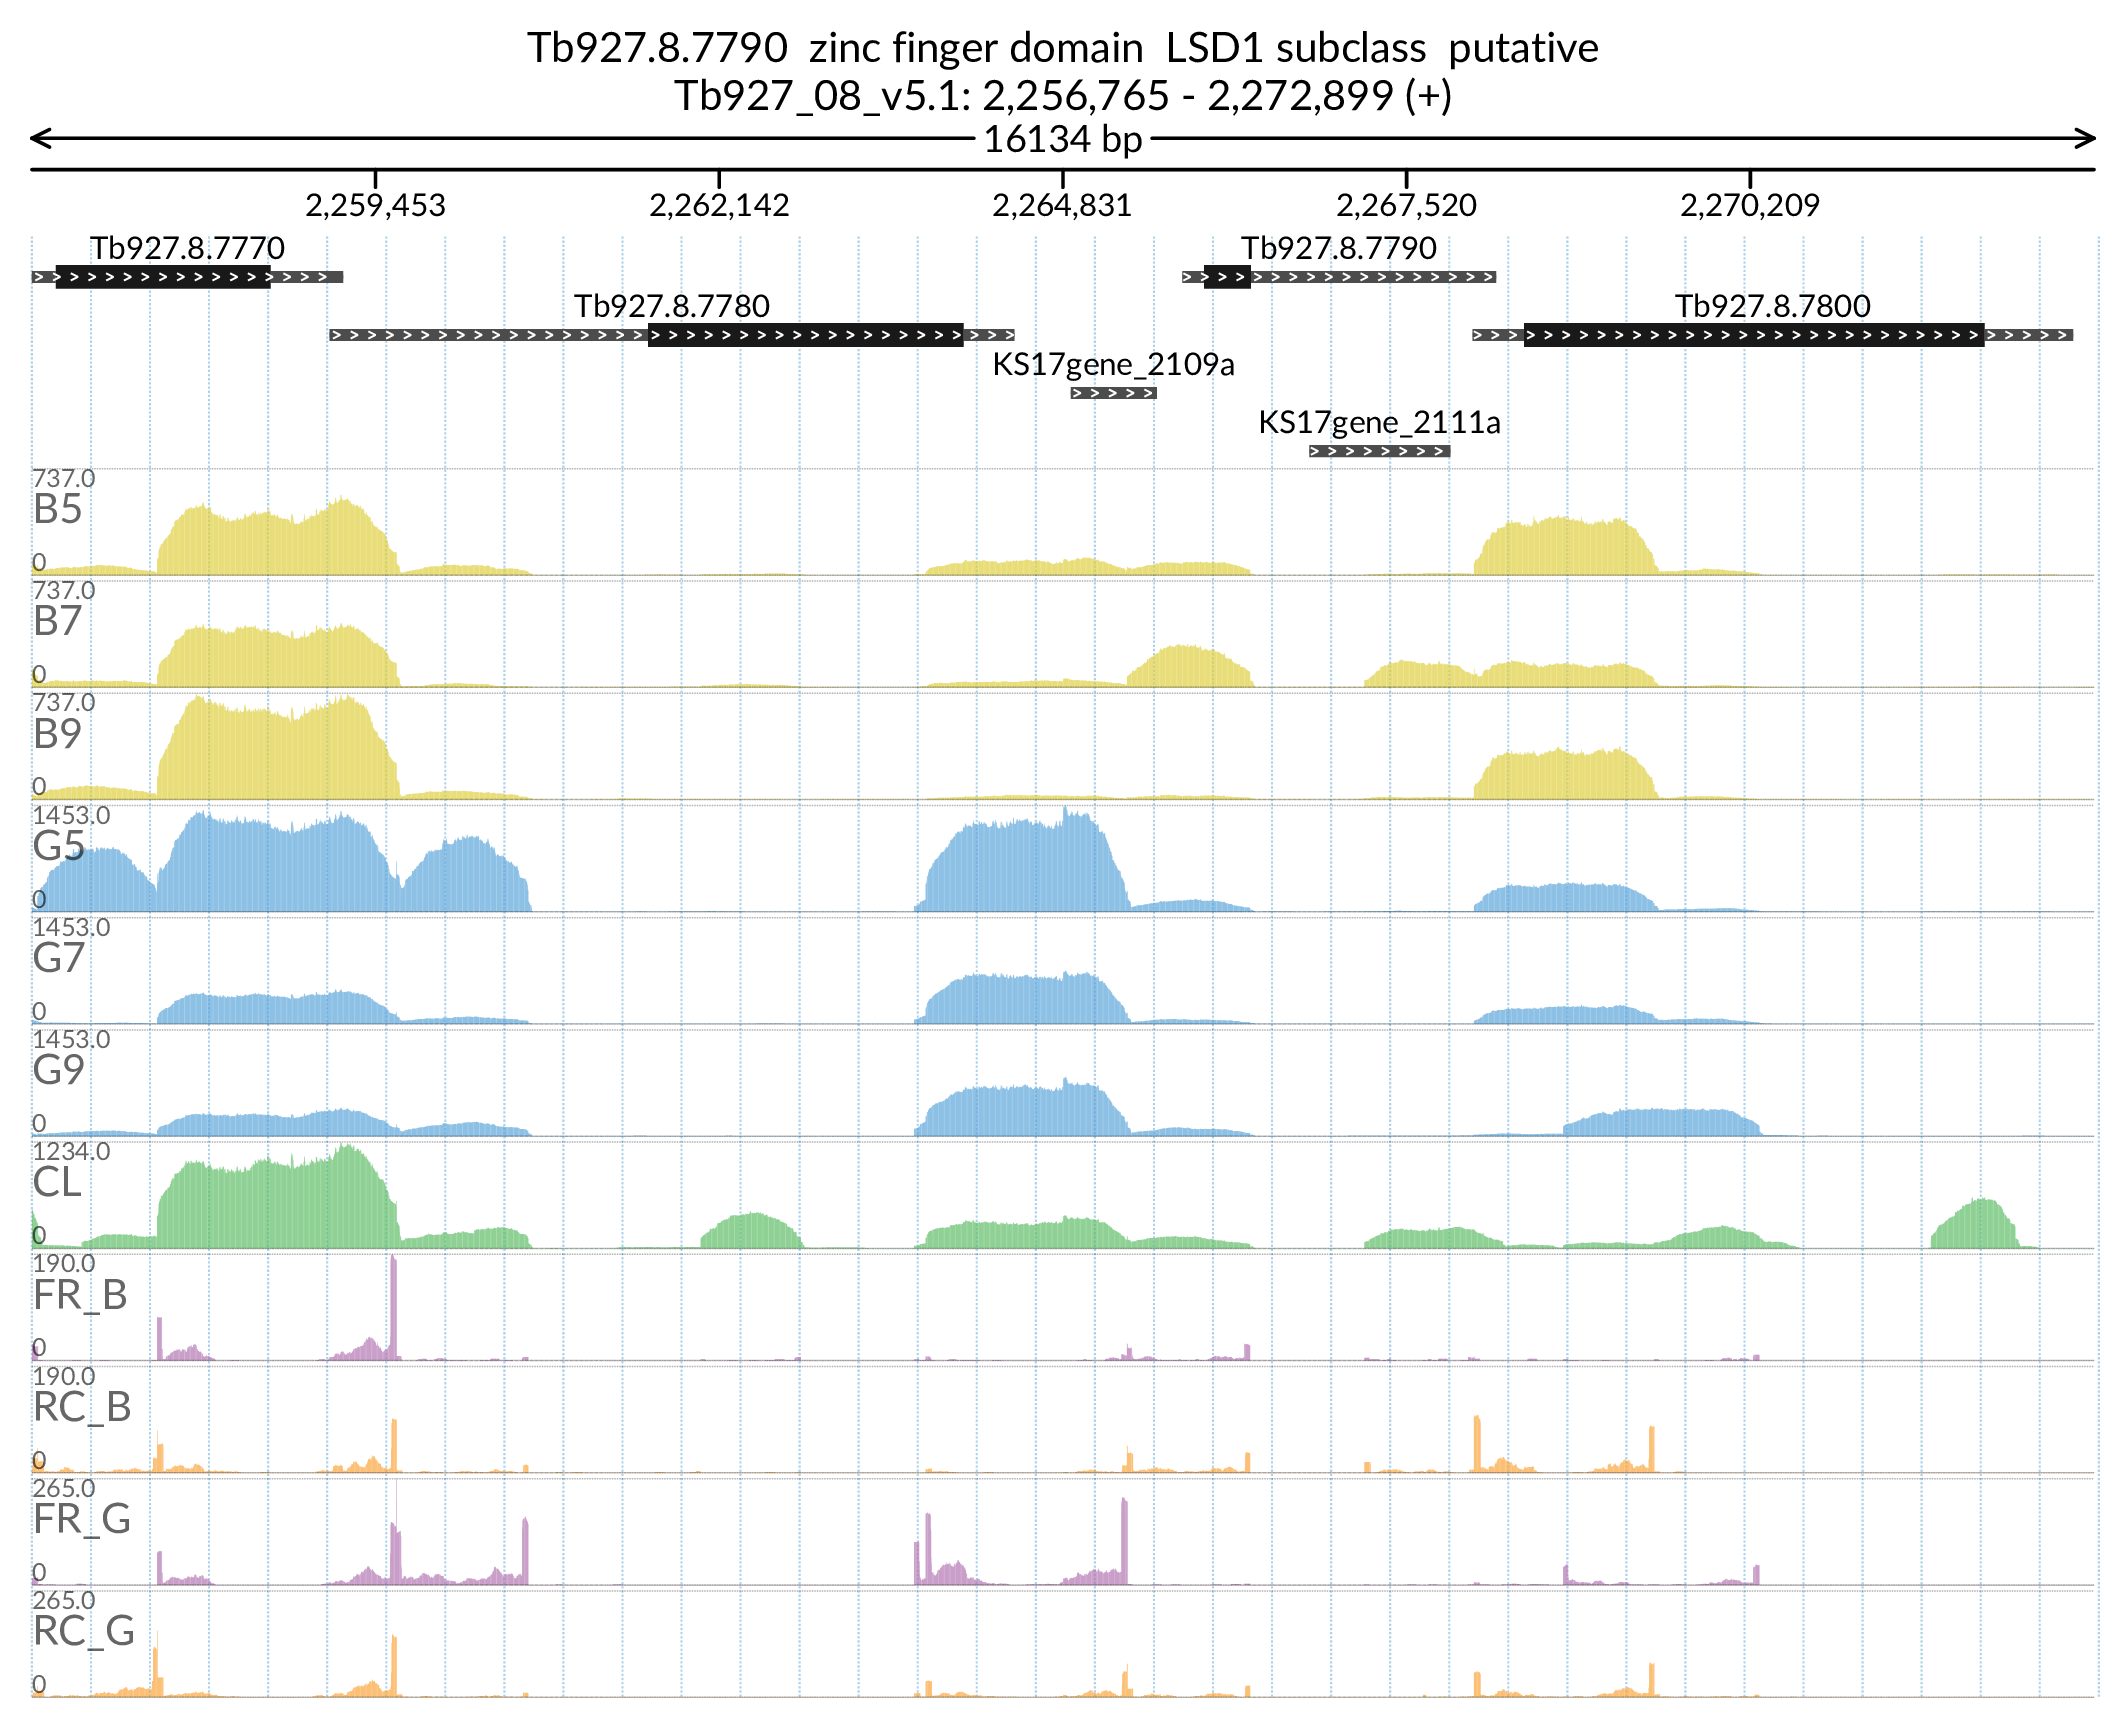 Tb927.8.7790  zinc finger domain  LSD1 subclass  putative
Tb927_08_v5.1: 2,256,765 - 2,272,899 (+)
16134 bp
2,259,453 2,262,142 2,264,831 2,267,520 2,270,209
Tb927.8.7770 Tb927.8.7790
Tb927.8.7780 Tb927.8.7800
KS17gene_2109a
KS17gene_2111a
737.0
B5
0
737.0
B7
0
737.0
B9
0
1453.0
G5
0
1453.0
G7
0
1453.0
G9
0
1234.0
CL
0
190.0
FR_B
0
190.0
RC_B
0
265.0
FR_G
0
265.0
RC_G
0